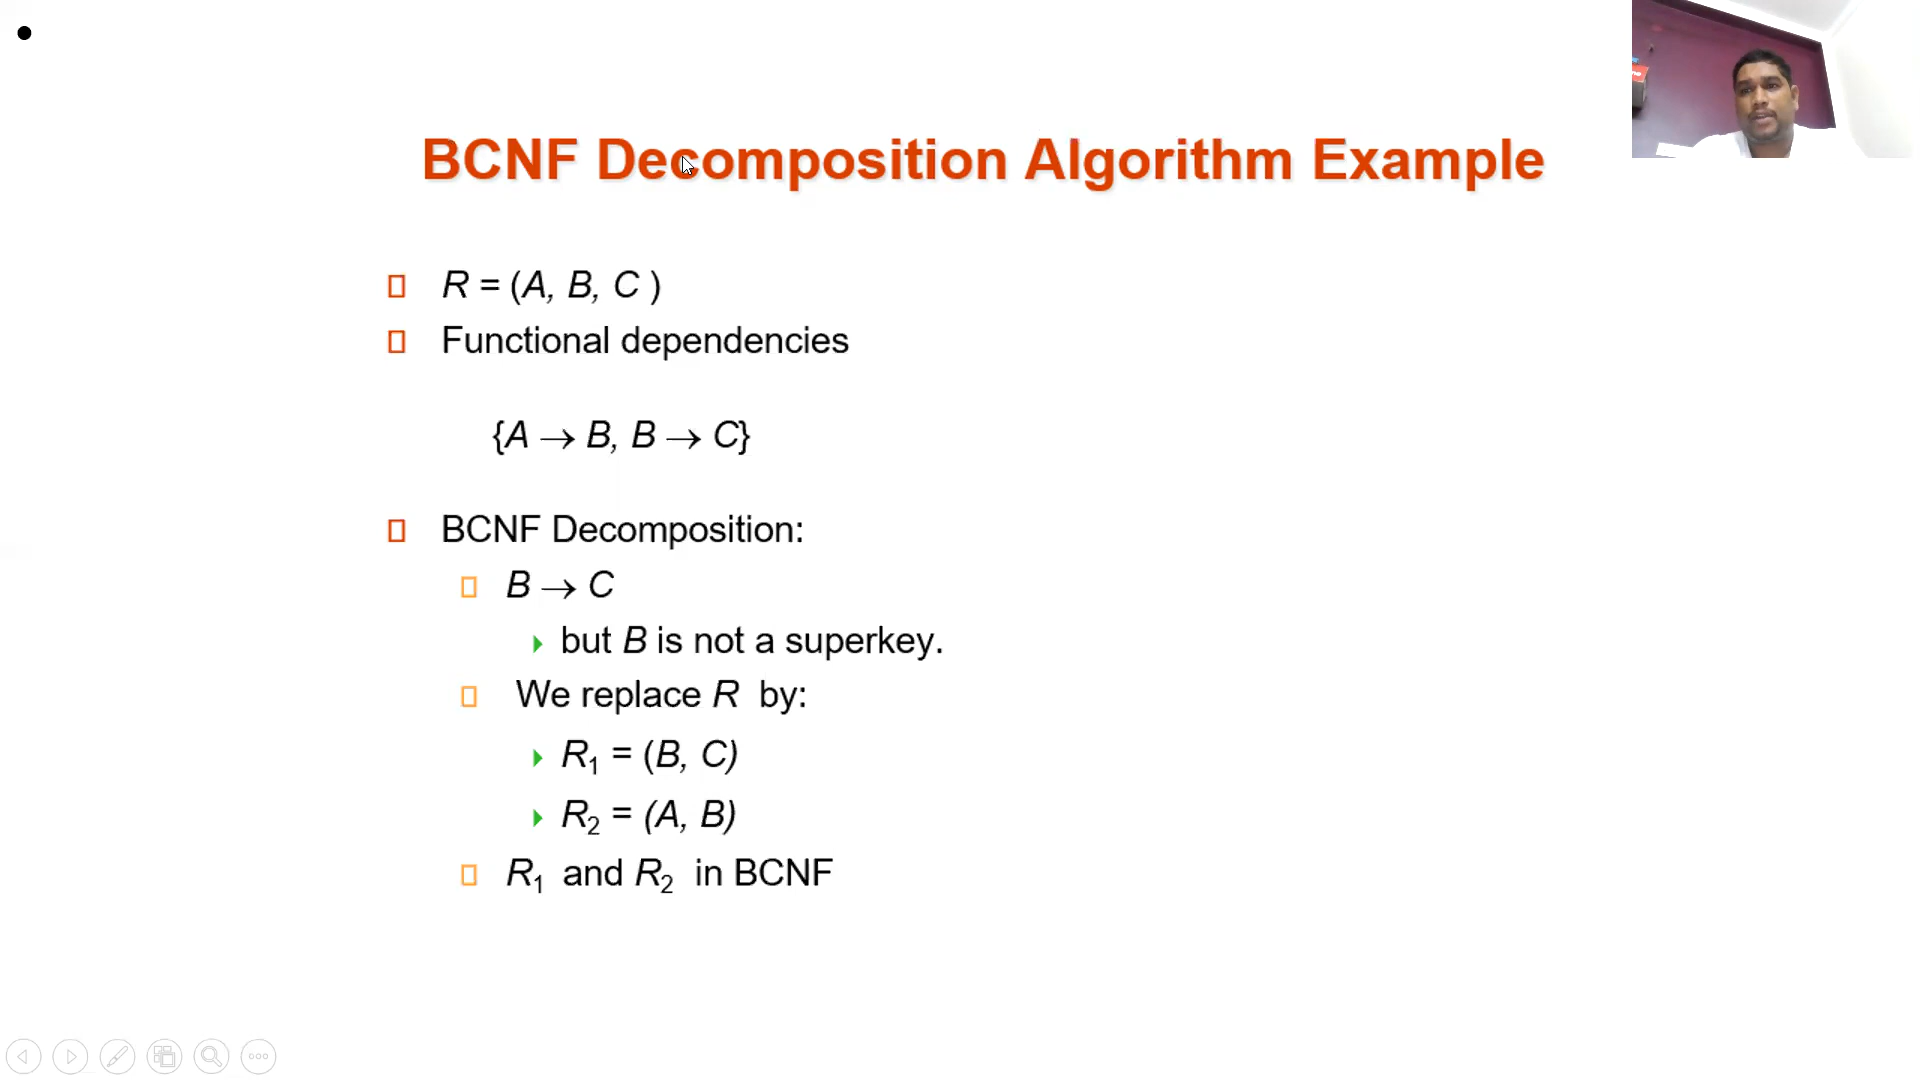 BCNF Decomposition Algorithm Example
R = (A, B, C )
Functional dependencies
{A → B, B → C}
BCNF Decomposition:
B → C
but B is not a superkey.
We replace R by:
R1 = (B, C)
R2 = (A, B)
R1 and R2 in BCNF